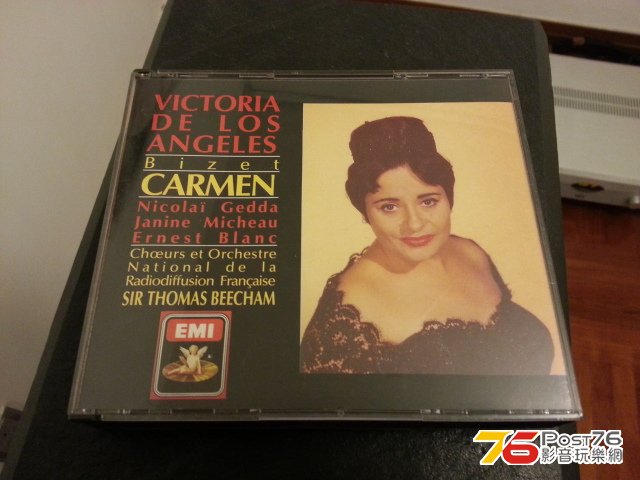 VICTORIA
DE LOS
ANGELES
Bizet
CARMEN
Nicolaï Gedda
Janine Micheau
Ernest Blanc
Chœurs et Orchestre
National de la
Radiodiffusion Française
SIR THOMAS BEECHAM
EMI
76 Post76
影音玩樂網